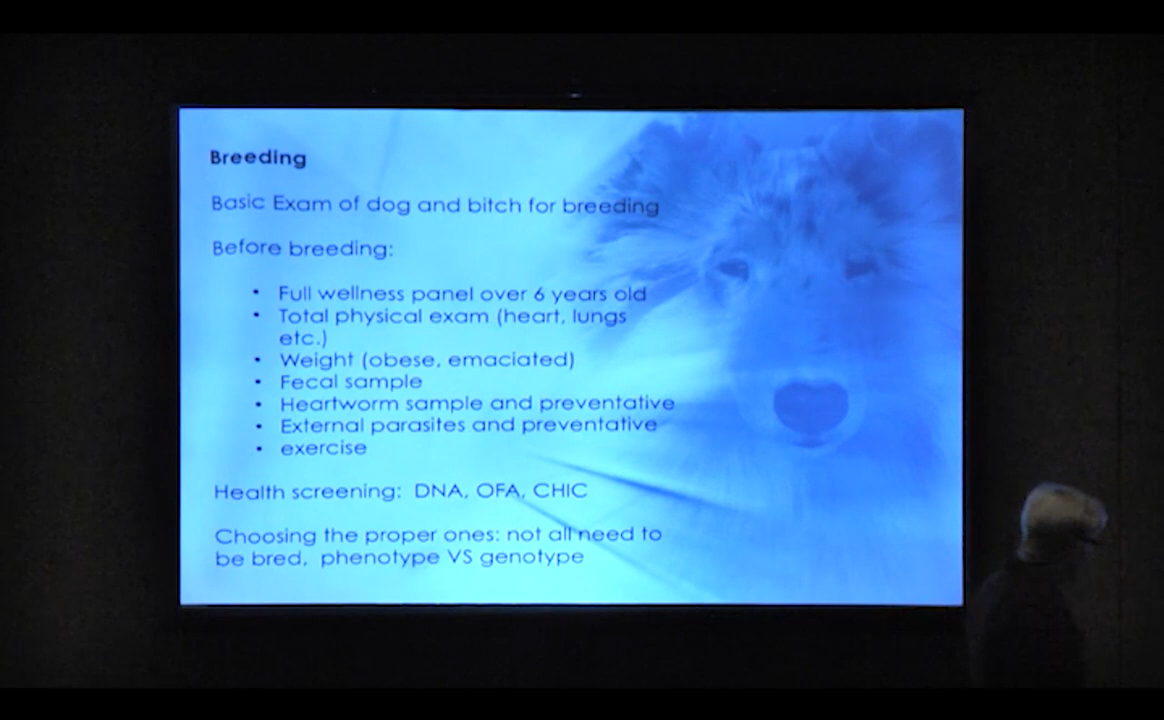 Breeding
Basic Exam of dog and bitch for breeding
Before breeding:
• Full wellness panel over 6 years old
• Total physical exam (heart, lungs
etc.)
• Weight (obese, emaciated)
• Fecal sample
• Heartworm sample and preventative
• External parasites and preventative
• exercise
Health screening: DNA, OFA, CHIC
Choosing the proper ones: not all need to
be bred, phenotype VS genotype